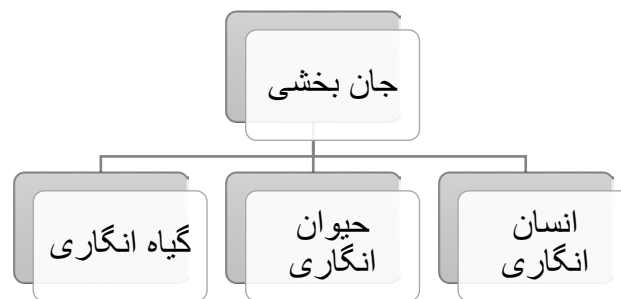 جان بخشی
انسان
انگاری
حیوان
انگاری
گیاه انگاری